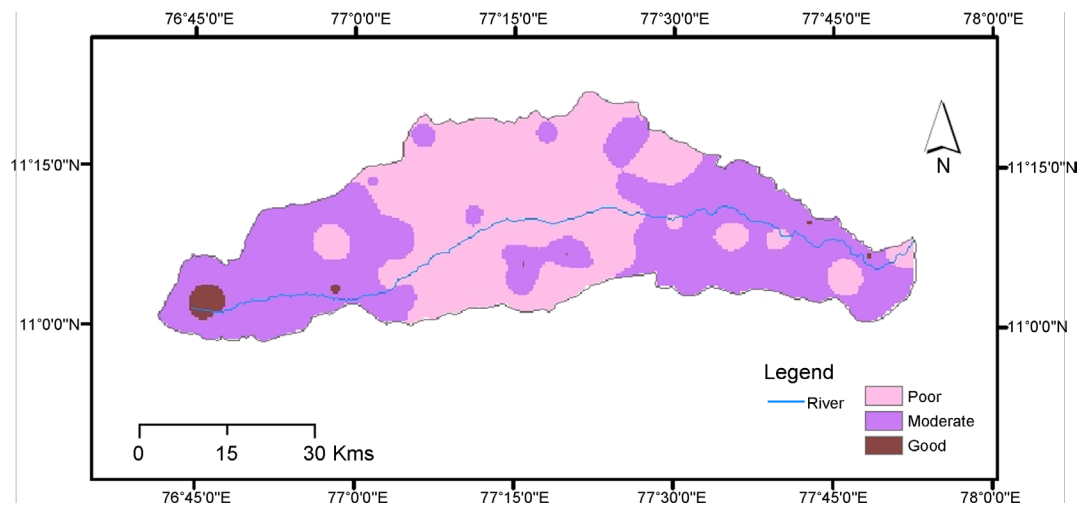 76°45'0"E 77°0'0"E 77°15'0"E 77°30'0"E 77°45'0"E 78°0'0"E
11°15'0"N 11°15'0"N
N
11°0'0"N 11°0'0"N
Legend
River Poor
Moderate
Good
0 15 30 Kms
76°45'0"E 77°0'0"E 77°15'0"E 77°30'0"E 77°45'0"E 78°0'0"E